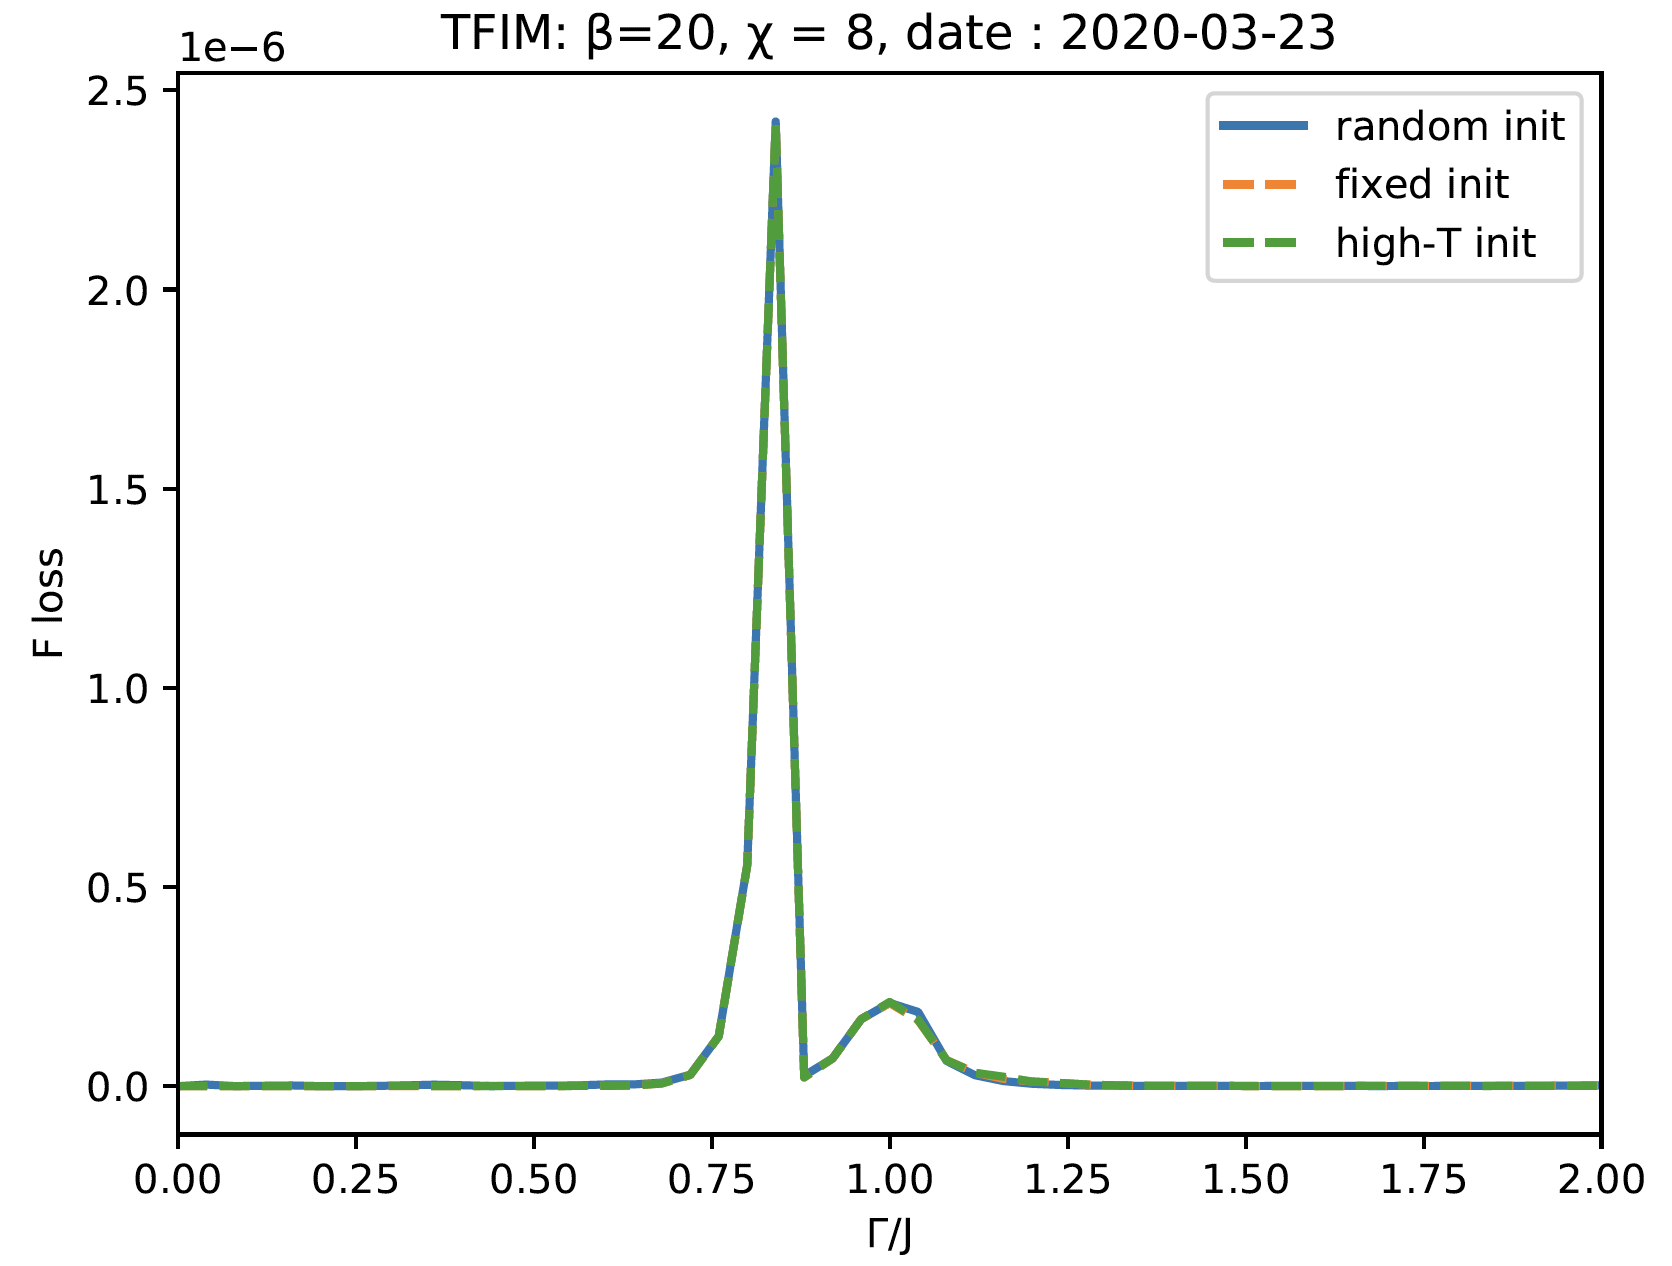 TFIM: β=20, χ = 8, date : 2020-03-23
1e−6
2.5
2.0
1.5
1.0
0.5
0.0
F loss
random init
fixed init
high-T init
0.00 0.25 0.50 0.75 1.00 1.25 1.50 1.75 2.00
Γ/J